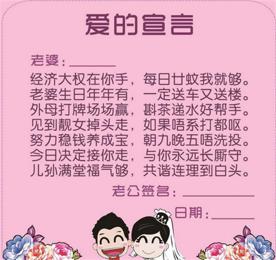 爱的宣言
老婆：
经济大权在你手，每日廿蚊我就够。
老婆生日年年有，一定送车又送楼。
外母打牌场场赢，斟茶递水好帮手。
见到靓女掉头走，如果唔系打都呕。
努力稳钱养成宝，朝九晚五唔洗投。
今日决定接你走，与你永远长厮守。
儿孙满堂福气够，共谐连理到白头。
老公签名：
日期：